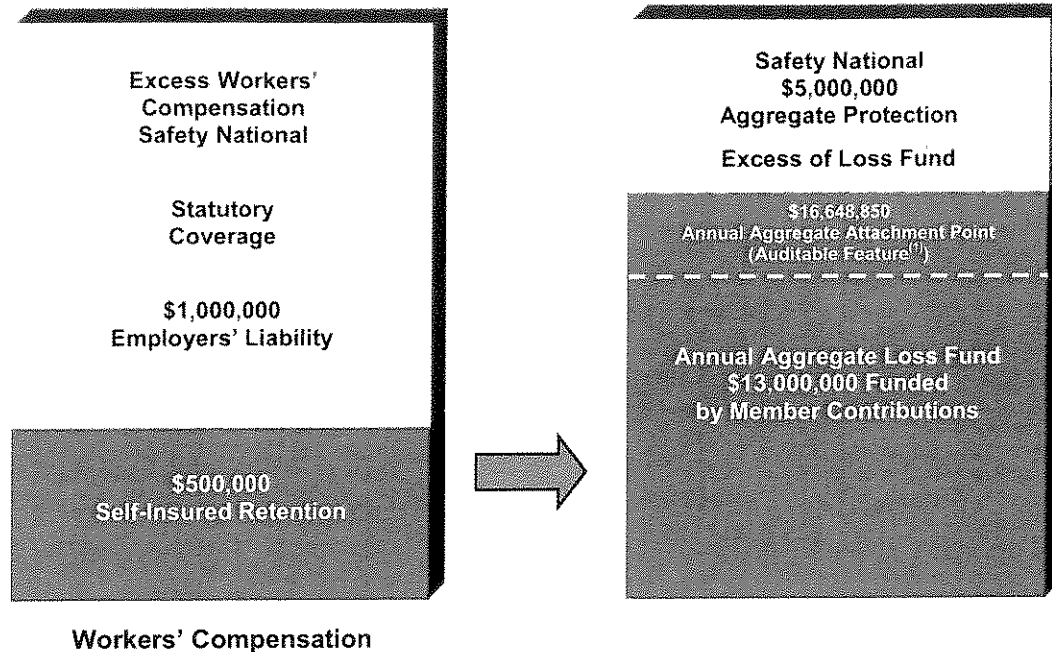 Excess Workers'
Compensation
Safety National
Statutory
Coverage
$1,000,000
Employers' Liability
$500,000
Self-Insured Retention
Workers' Compensation
Safety National
$5,000,000
Aggregate Protection
Excess of Loss Fund
$16,648,850
Annual Aggregate Attachment Point
(Auditable Feature(1))
Annual Aggregate Loss Fund
$13,000,000 Funded
by Member Contributions